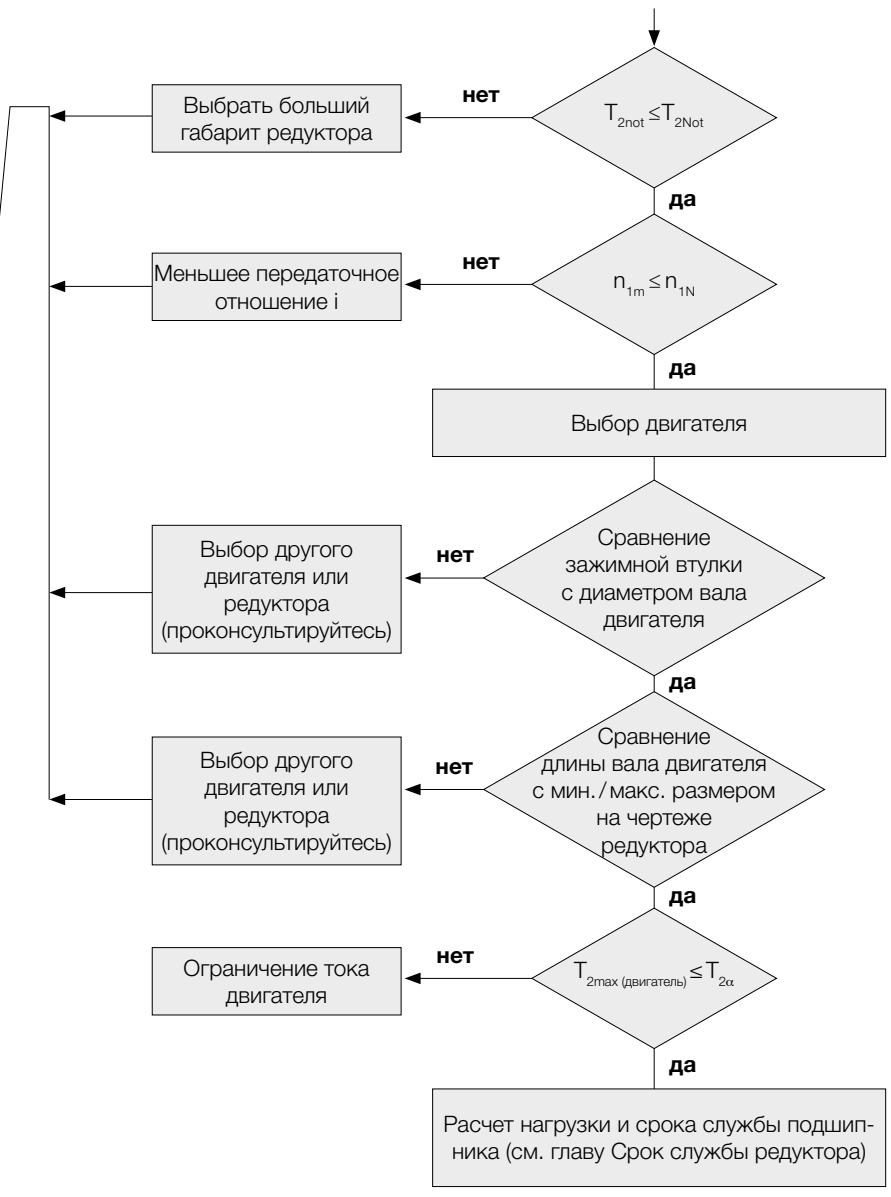 Выбрать больший
габарит редуктора
нет
T2not ≤ T2Not
да
Меньшее передаточное
отношение i
нет
n1m ≤ n1N
да
Выбор двигателя
Выбор другого
двигателя или
редуктора
(проконсультируйтесь)
нет
Сравнение
зажимной втулки
с диаметром вала
двигателя
да
Выбор другого
двигателя или
редуктора
(проконсультируйтесь)
нет
Сравнение
длины вала двигателя
с мин./макс. размером
на чертеже
редуктора
да
Ограничение тока
двигателя
нет
T2max (двигатель) ≤ T2α
да
Расчет нагрузки и срока службы подшип-
ника (см. главу Срок службы редуктора)